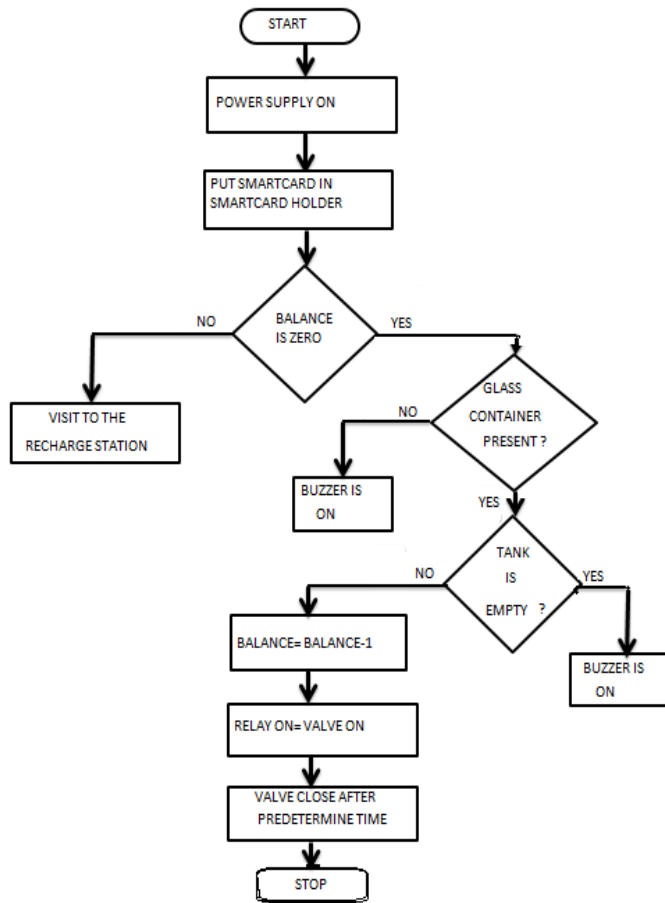 START
POWER SUPPLY ON
PUT SMARTCARD IN
SMARTCARD HOLDER
BALANCE
IS ZERO
NO
YES
VISIT TO THE
RECHARGE STATION
GLASS
CONTAINER
PRESENT ?
NO
BUZZER IS
ON
YES
TANK
IS
EMPTY ?
NO
YES
BUZZER IS
ON
BALANCE= BALANCE-1
RELAY ON= VALVE ON
VALVE CLOSE AFTER
PREDETERMINE TIME
STOP